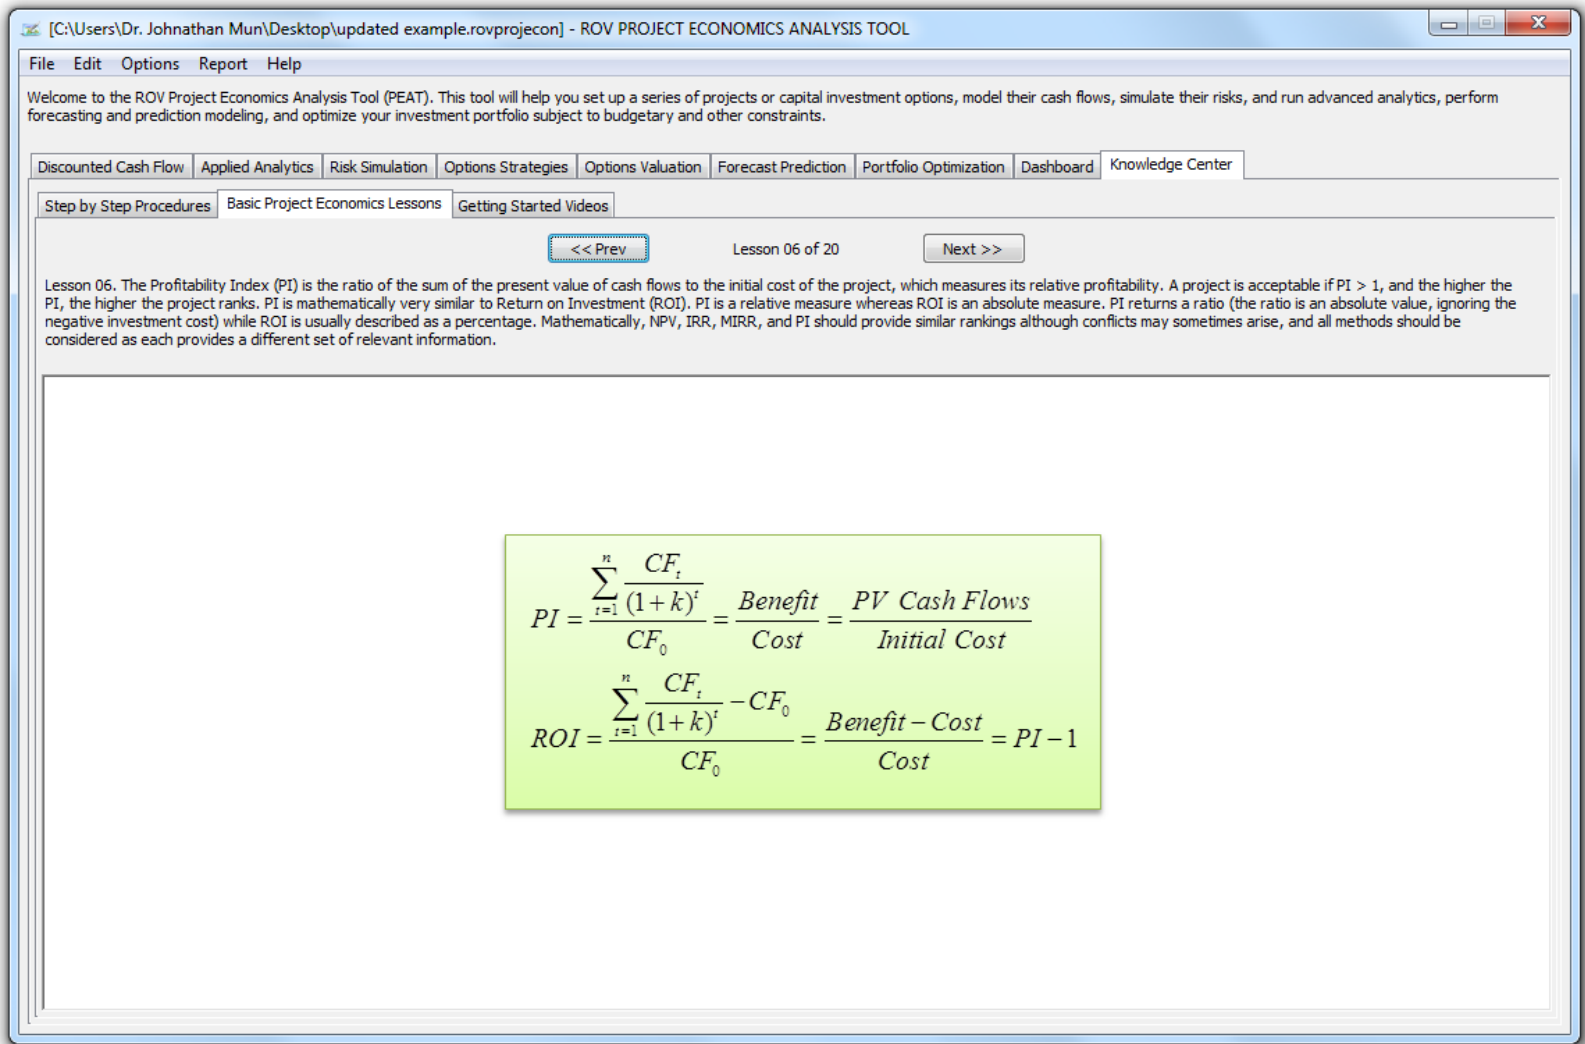 [C:\Users\Dr. Johnathan Mun\Desktop\updated example.rovprojecon] - ROV PROJECT ECONOMICS ANALYSIS TOOL
File Edit Options Report Help
Welcome to the ROV Project Economics Analysis Tool (PEAT). This tool will help you set up a series of projects or capital investment options, model their cash flows, simulate their risks, and run advanced analytics, perform
forecasting and prediction modeling, and optimize your investment portfolio subject to budgetary and other constraints.
Discounted Cash Flow Applied Analytics Risk Simulation Options Strategies Options Valuation Forecast Prediction Portfolio Optimization Dashboard Knowledge Center
Step by Step Procedures Basic Project Economics Lessons Getting Started Videos
<< Prev Lesson 06 of 20 Next >>
Lesson 06. The Profitability Index (PI) is the ratio of the sum of the present value of cash flows to the initial cost of the project, which measures its relative profitability. A project is acceptable if PI > 1, and the higher the
PI, the higher the project ranks. PI is mathematically very similar to Return on Investment (ROI). PI is a relative measure whereas ROI is an absolute measure. PI returns a ratio (the ratio is an absolute value, ignoring the
negative investment cost) while ROI is usually described as a percentage. Mathematically, NPV, IRR, MIRR, and PI should provide similar rankings although conflicts may sometimes arise, and all methods should be
considered as each provides a different set of relevant information.
PI = \frac{\sum_{t=1}^{n} \frac{CF_t}{(1+k)^t}}{CF_0} = \frac{Benefit}{Cost} = \frac{PV Cash Flows}{Initial Cost}
ROI = \frac{\sum_{t=1}^{n} \frac{CF_t}{(1+k)^t} - CF_0}{CF_0} = \frac{Benefit - Cost}{Cost} = PI - 1